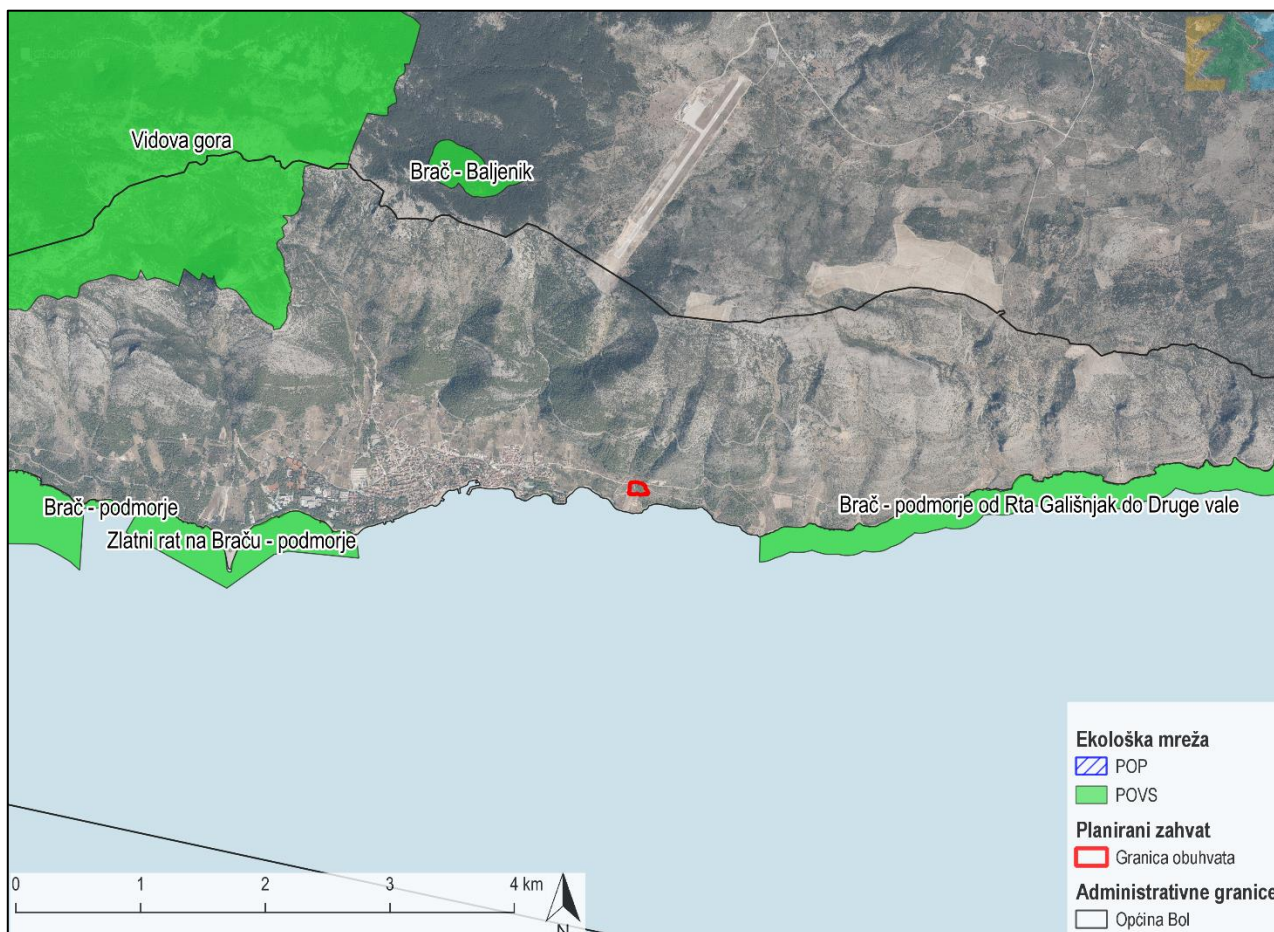 Vidova gora
Brač - Baljenik
Brač - podmorje
Zlatni rat na Braču - podmorje
Brač - podmorje od Rta Gališnjak do Druge vale
Ekološka mreža
POP
POVS
Planirani zahvat
Granica obuhvata
Administrativne granice
Općina Bol
0 1 2 3 4 km
N